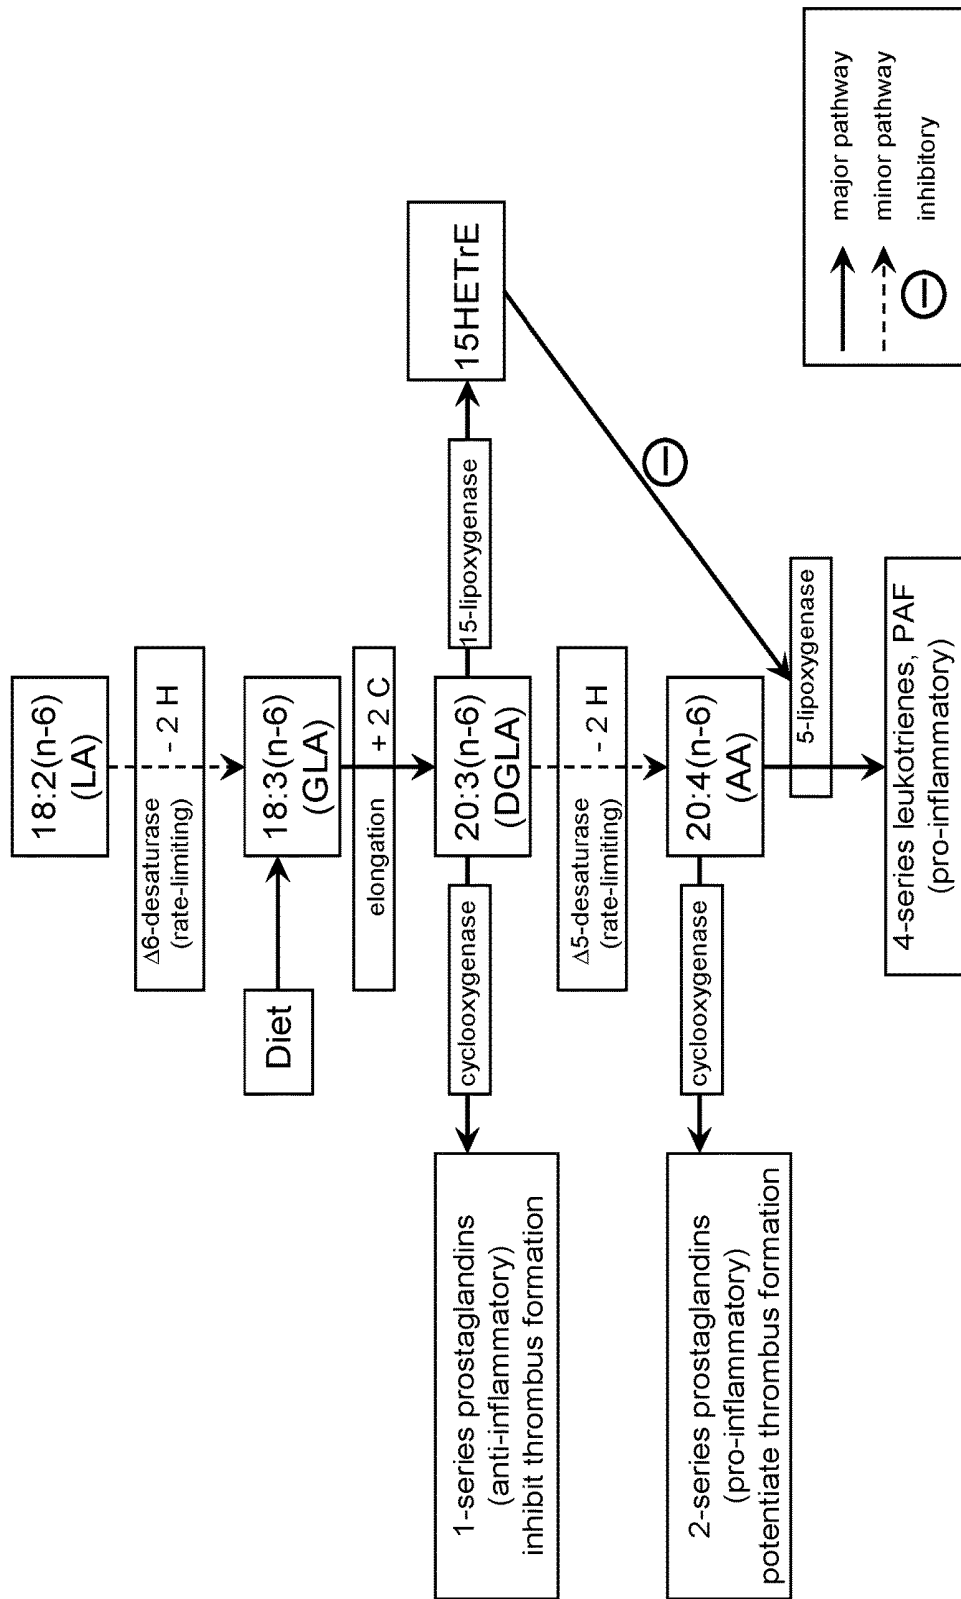 18:2(n-6)
(LA)
Δ6-desaturase
(rate-limiting)
- 2 H
Diet
18:3(n-6)
(GLA)
elongation
+ 2 C
1-series prostaglandins
(anti-inflammatory)
inhibit thrombus formation
cyclooxygenase
20:3(n-6)
(DGLA)
15-lipoxygenase
15HETrE
Δ5-desaturase
(rate-limiting)
- 2 H
2-series prostaglandins
(pro-inflammatory)
potentiate thrombus formation
cyclooxygenase
20:4(n-6)
(AA)
5-lipoxygenase
4-series leukotrienes, PAF
(pro-inflammatory)
major pathway
minor pathway
inhibitory